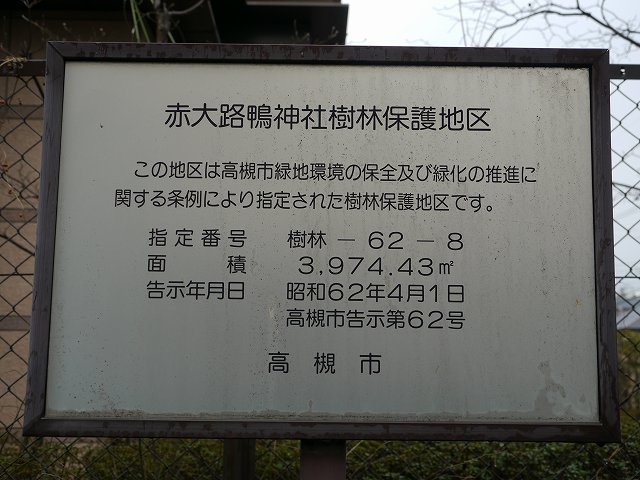 赤大路鴨神社樹林保護地区
この地区は高槻市緑地環境の保全及び緑化の推進に
関する条例により指定された樹林保護地区です。
指定番号 樹林－62－8
面積 3,974.43㎡
告示年月日 昭和62年4月1日
高槻市告示第62号
高槻市